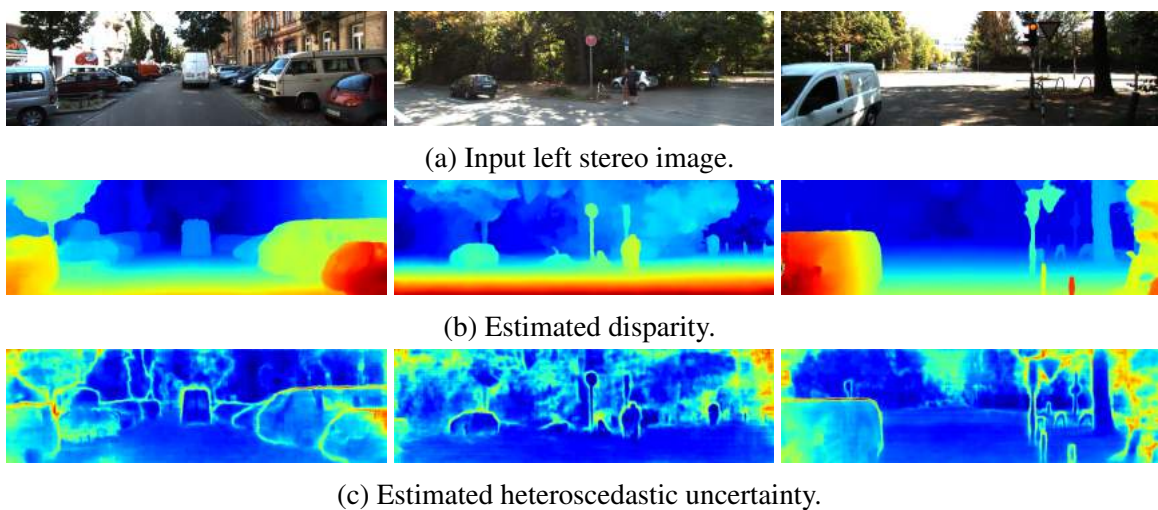 (a) Input left stereo image.
(b) Estimated disparity.
(c) Estimated heteroscedastic uncertainty.